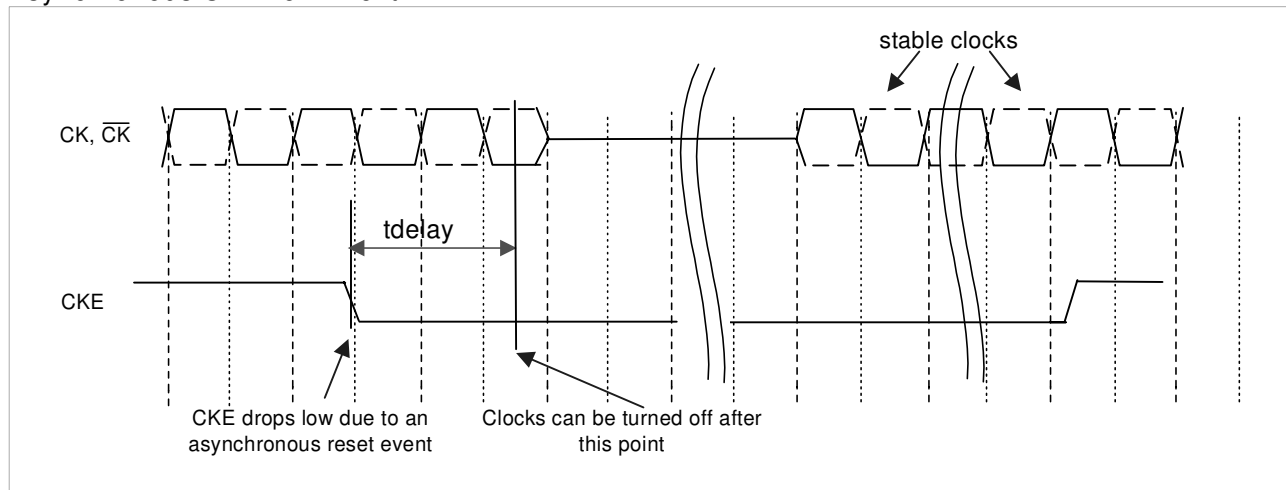 stable clocks
CK, CK
tdelay
CKE
CKE drops low due to an
asynchronous reset event
Clocks can be turned off after
this point